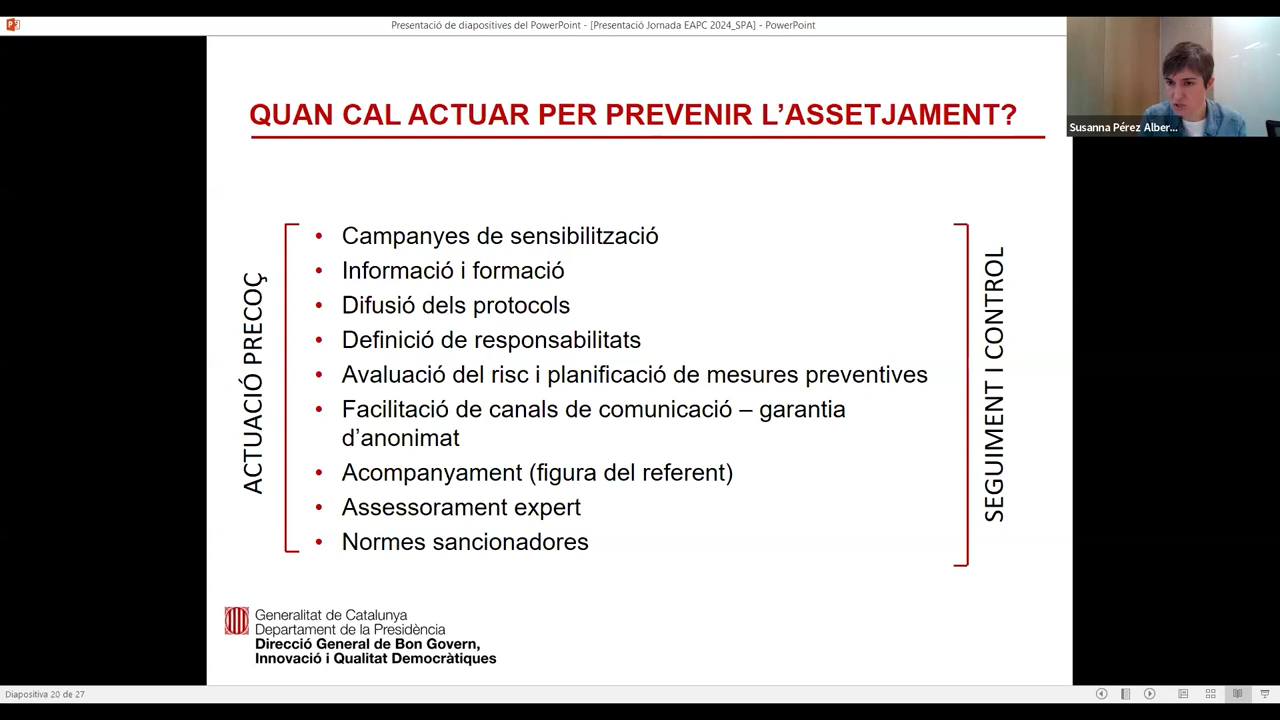 Presentació de diapositives del PowerPoint - [Presentació Jornada EAPC 2024_SPA] - PowerPoint
Susanna Pérez Alber...
QUAN CAL ACTUAR PER PREVENIR L’ASSETJAMENT?
ACTUACIÓ PRECOÇ
• Campanyes de sensibilització
• Informació i formació
• Difusió dels protocols
• Definició de responsabilitats
• Avaluació del risc i planificació de mesures preventives
• Facilitació de canals de comunicació – garantia
d’anonimat
• Acompanyament (figura del referent)
• Assessorament expert
• Normes sancionadores
SEGUIMENT I CONTROL
Generalitat de Catalunya
Departament de la Presidència
Direcció General de Bon Govern,
Innovació i Qualitat Democràtiques
Diapositiva 20 de 27